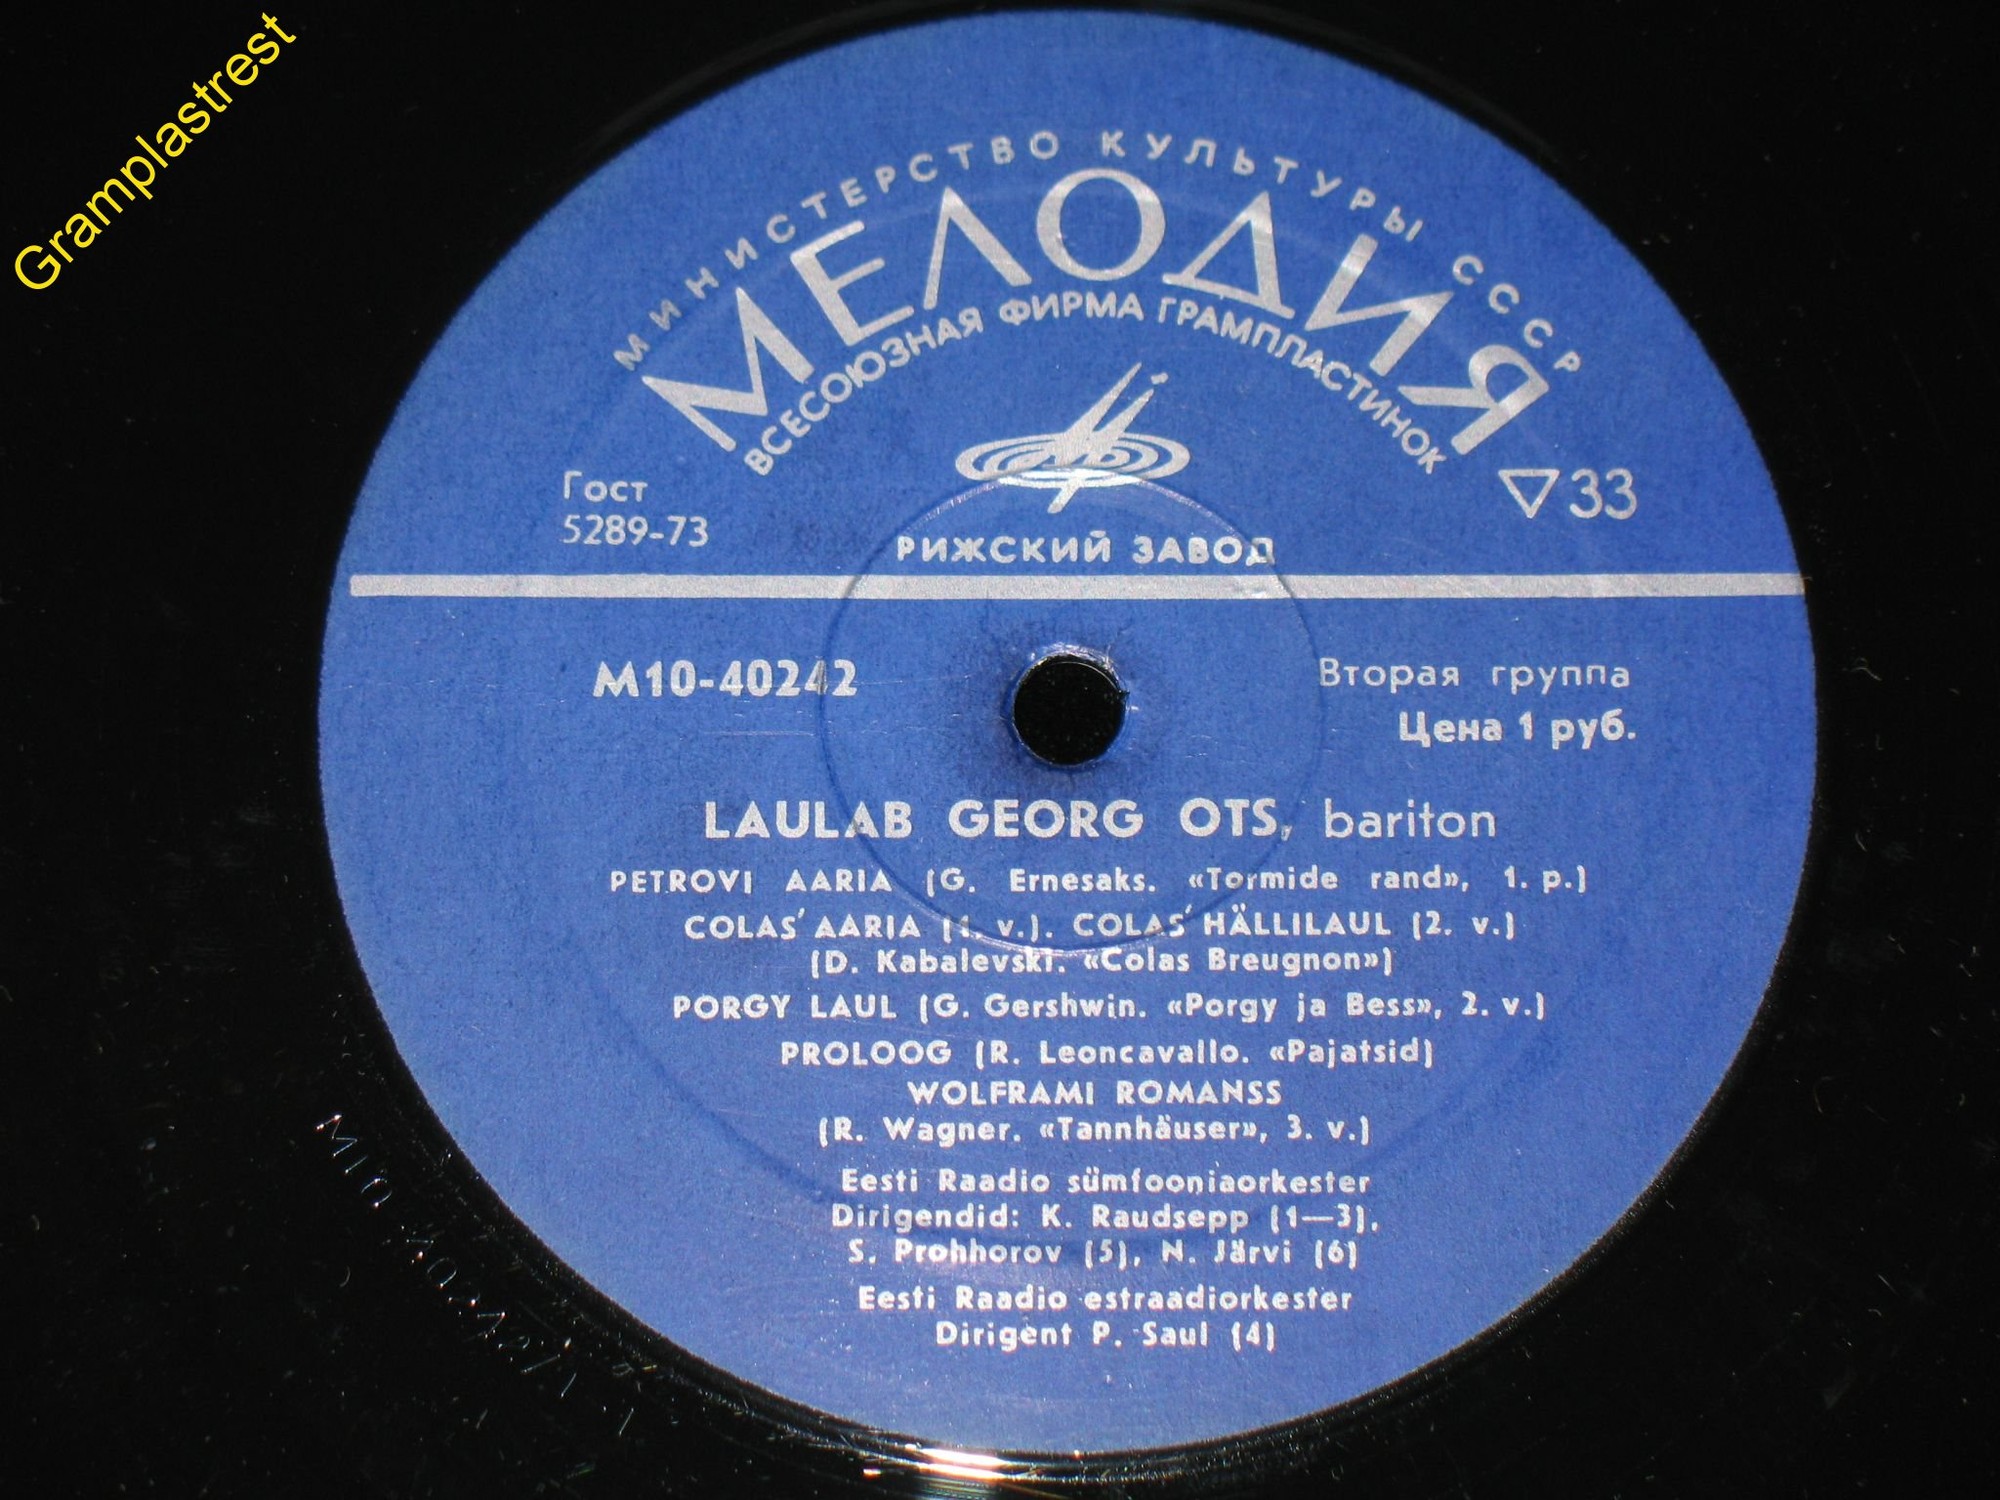 Gramplastrest
МИНИСТЕРСТВО КУЛЬТУРЫ СССР
МЕЛОДИЯ
ВСЕСОЮЗНАЯ ФИРМА ГРАМПЛАСТИНОК
Гост
5289-73
33
РИЖСКИЙ ЗАВОД
М10-40242
Вторая группа
Цена 1 руб.
LAULAB GEORG OTS, bariton
PETROVI AARIA (G. Ernesaks. «Tormide rand», 1. p.)
COLAS' AARIA (1. v.). COLAS' HÄLLILAUL (2. v.)
(D. Kabalevski. «Colas Breugnon»)
PORGY LAUL (G. Gershwin. «Porgy ja Bess», 2. v.)
PROLOOG (R. Leoncavallo. «Pajatsid)
WOLFRAMI ROMANSS
(R. Wagner. «Tannhäuser», 3. v.)
Eesti Raadio sümfooniaorkester
Dirigendid: K. Raudsepp (1—3),
S. Prohhorov (5), N. Järvi (6)
Eesti Raadio estraadiorkester
Dirigent P. Saul (4)